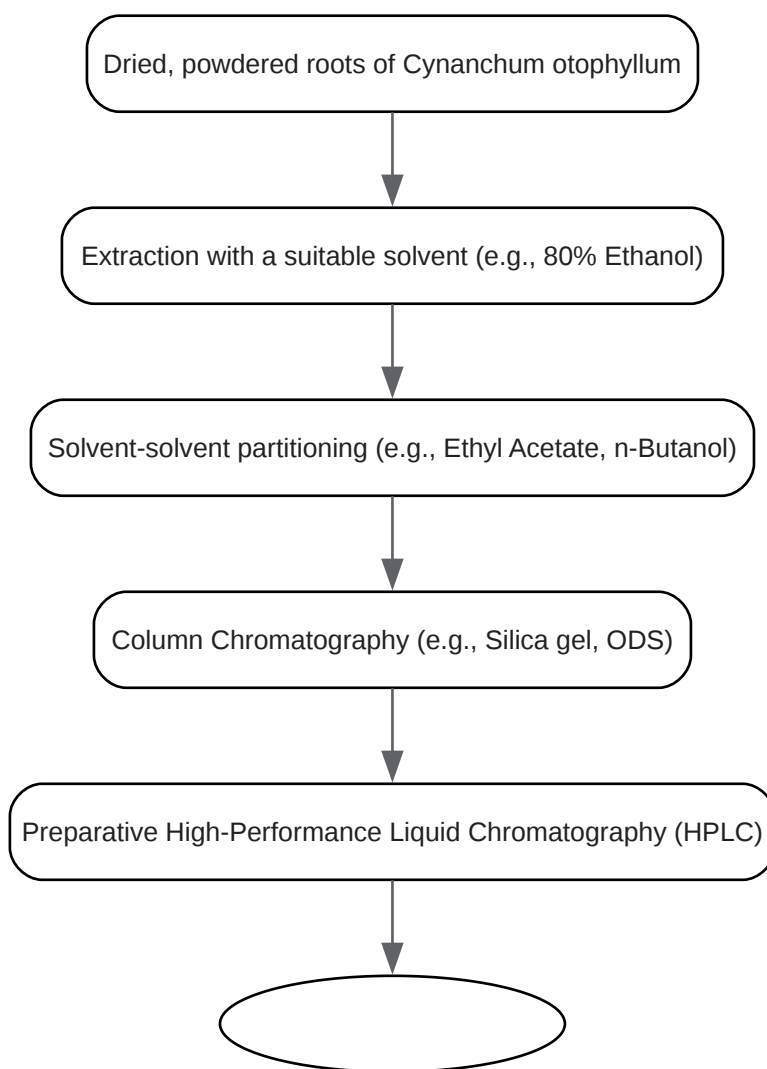 Dried, powdered roots of Cynanchum otophyllum
Extraction with a suitable solvent (e.g., 80% Ethanol)
Solvent-solvent partitioning (e.g., Ethyl Acetate, n-Butanol)
Column Chromatography (e.g., Silica gel, ODS)
Preparative High-Performance Liquid Chromatography (HPLC)